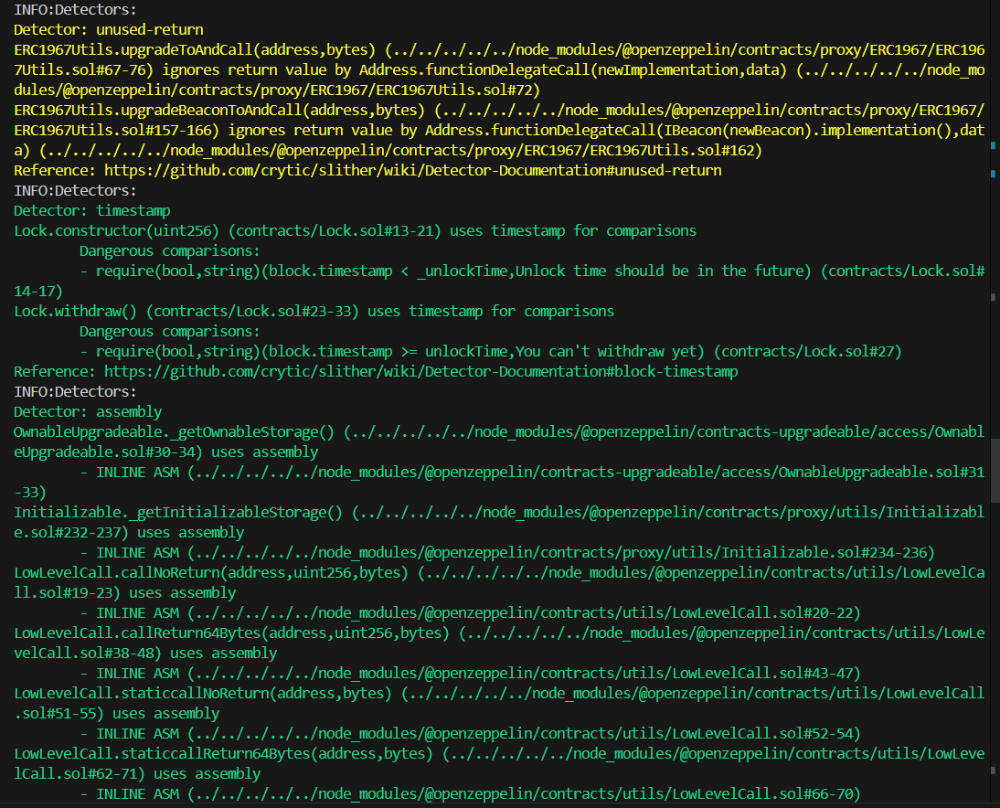 INFO:Detectors:
Detector: unused-return
ERC1967Utils.upgradeToAndCall(address,bytes) (../../../../../node_modules/@openzeppelin/contracts/proxy/ERC1967/ERC196
7Utils.sol#67-76) ignores return value by Address.functionDelegateCall(newImplementation,data) (../../../../../node_mo
dules/@openzeppelin/contracts/proxy/ERC1967/ERC1967Utils.sol#72)
ERC1967Utils.upgradeBeaconToAndCall(address,bytes) (../../../../../node_modules/@openzeppelin/contracts/proxy/ERC1967/
ERC1967Utils.sol#157-166) ignores return value by Address.functionDelegateCall(IBeacon(newBeacon).implementation(),dat
a) (../../../../../node_modules/@openzeppelin/contracts/proxy/ERC1967/ERC1967Utils.sol#162)
Reference: https://github.com/crytic/slither/wiki/Detector-Documentation#unused-return
INFO:Detectors:
Detector: timestamp
Lock.constructor(uint256) (contracts/Lock.sol#13-21) uses timestamp for comparisons
        Dangerous comparisons:
        - require(bool,string)(block.timestamp < _unlockTime,Unlock time should be in the future) (contracts/Lock.sol#
14-17)
Lock.withdraw() (contracts/Lock.sol#23-33) uses timestamp for comparisons
        Dangerous comparisons:
        - require(bool,string)(block.timestamp >= unlockTime,You can't withdraw yet) (contracts/Lock.sol#27)
Reference: https://github.com/crytic/slither/wiki/Detector-Documentation#block-timestamp
INFO:Detectors:
Detector: assembly
OwnableUpgradeable._getOwnableStorage() (../../../../../node_modules/@openzeppelin/contracts-upgradeable/access/Ownabl
eUpgradeable.sol#30-34) uses assembly
        - INLINE ASM (../../../../../node_modules/@openzeppelin/contracts-upgradeable/access/OwnableUpgradeable.sol#31
-33)
Initializable._getInitializableStorage() (../../../../../node_modules/@openzeppelin/contracts/proxy/utils/Initializabl
e.sol#232-237) uses assembly
        - INLINE ASM (../../../../../node_modules/@openzeppelin/contracts/proxy/utils/Initializable.sol#234-236)
LowLevelCall.callNoReturn(address,uint256,bytes) (../../../../../node_modules/@openzeppelin/contracts/utils/LowLevelCa
ll.sol#19-23) uses assembly
        - INLINE ASM (../../../../../node_modules/@openzeppelin/contracts/utils/LowLevelCall.sol#20-22)
LowLevelCall.callReturn64Bytes(address,uint256,bytes) (../../../../../node_modules/@openzeppelin/contracts/utils/LowLe
velCall.sol#38-48) uses assembly
        - INLINE ASM (../../../../../node_modules/@openzeppelin/contracts/utils/LowLevelCall.sol#43-47)
LowLevelCall.staticcallNoReturn(address,bytes) (../../../../../node_modules/@openzeppelin/contracts/utils/LowLevelCall
.sol#51-55) uses assembly
        - INLINE ASM (../../../../../node_modules/@openzeppelin/contracts/utils/LowLevelCall.sol#52-54)
LowLevelCall.staticcallReturn64Bytes(address,bytes) (../../../../../node_modules/@openzeppelin/contracts/utils/LowLeve
lCall.sol#62-71) uses assembly
        - INLINE ASM (../../../../../node_modules/@openzeppelin/contracts/utils/LowLevelCall.sol#66-70)